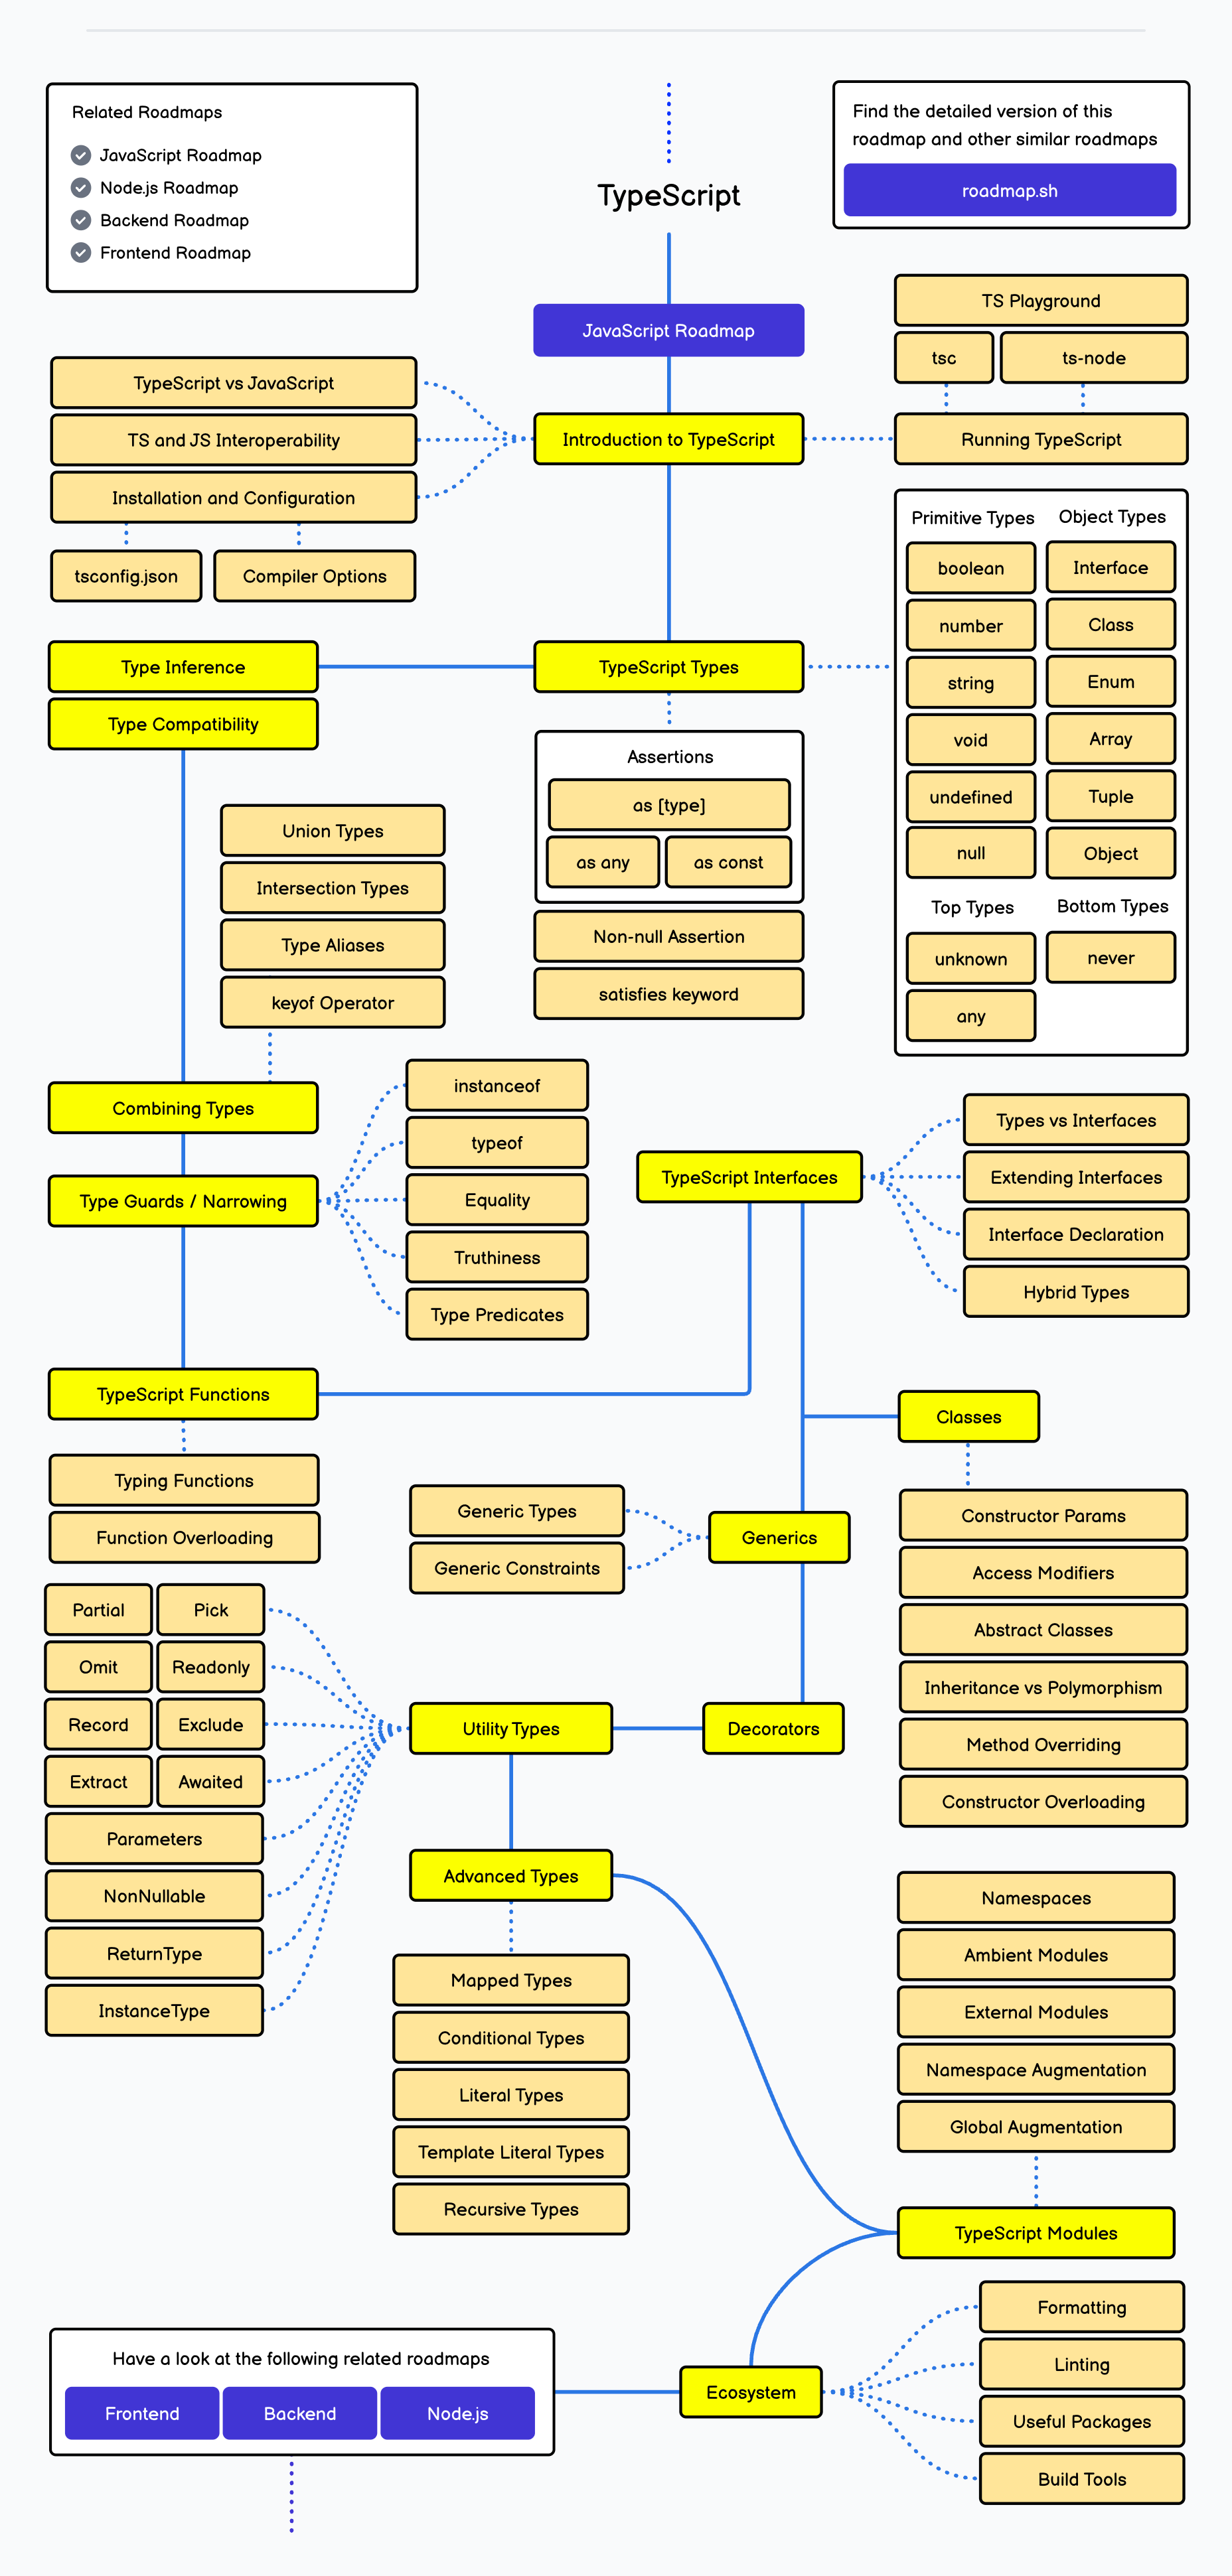 Related Roadmaps
JavaScript Roadmap
Node.js Roadmap
Backend Roadmap
Frontend Roadmap
TypeScript
Find the detailed version of this
roadmap and other similar roadmaps
roadmap.sh
JavaScript Roadmap
TS Playground
tsc
ts-node
Running TypeScript
Introduction to TypeScript
TypeScript vs JavaScript
TS and JS Interoperability
Installation and Configuration
tsconfig.json
Compiler Options
Primitive Types
boolean
number
string
void
undefined
null
Object Types
Interface
Class
Enum
Array
Tuple
Object
Top Types
unknown
any
Bottom Types
never
TypeScript Types
Type Inference
Type Compatibility
Assertions
as [type]
as any
as const
Non-null Assertion
satisfies keyword
Union Types
Intersection Types
Type Aliases
keyof Operator
Combining Types
Type Guards / Narrowing
instanceof
typeof
Equality
Truthiness
Type Predicates
TypeScript Interfaces
Types vs Interfaces
Extending Interfaces
Interface Declaration
Hybrid Types
TypeScript Functions
Typing Functions
Function Overloading
Classes
Constructor Params
Access Modifiers
Abstract Classes
Inheritance vs Polymorphism
Method Overriding
Constructor Overloading
Generic Types
Generic Constraints
Generics
Partial
Pick
Omit
Readonly
Record
Exclude
Extract
Awaited
Parameters
NonNullable
ReturnType
InstanceType
Utility Types
Decorators
Advanced Types
Mapped Types
Conditional Types
Literal Types
Template Literal Types
Recursive Types
Namespaces
Ambient Modules
External Modules
Namespace Augmentation
Global Augmentation
TypeScript Modules
Formatting
Linting
Useful Packages
Build Tools
Ecosystem
Have a look at the following related roadmaps
Frontend
Backend
Node.js